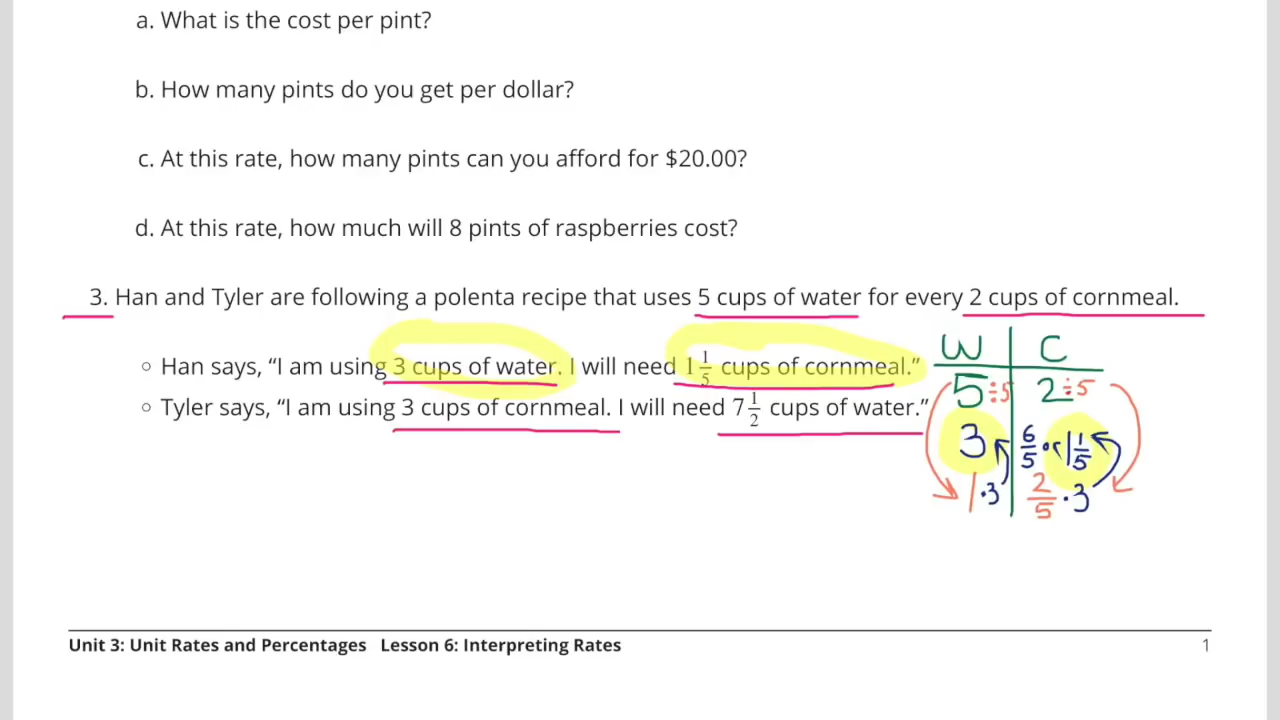 a. What is the cost per pint?
b. How many pints do you get per dollar?
c. At this rate, how many pints can you afford for $20.00?
d. At this rate, how much will 8 pints of raspberries cost?
3. Han and Tyler are following a polenta recipe that uses 5 cups of water for every 2 cups of cornmeal.
◦ Han says, “I am using 3 cups of water. I will need 1 1/5 cups of cornmeal.”
◦ Tyler says, “I am using 3 cups of cornmeal. I will need 7 1/2 cups of water.”
W C
5 ÷5 2 ÷5
3 6/5 or 1 1/5
1 ·3 2/5 ·3
Unit 3: Unit Rates and Percentages Lesson 6: Interpreting Rates 1